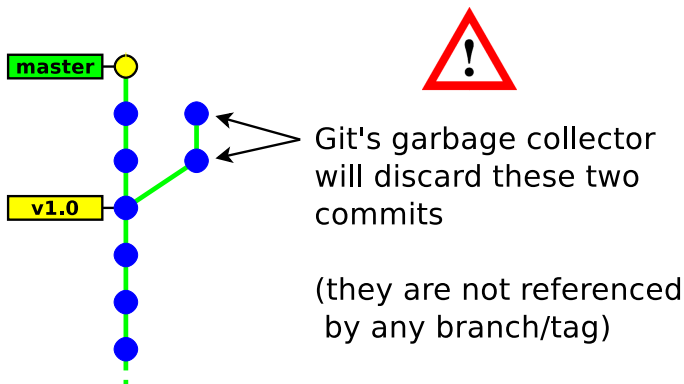 !
master
Git's garbage collector
will discard these two
commits
v1.0
(they are not referenced
by any branch/tag)